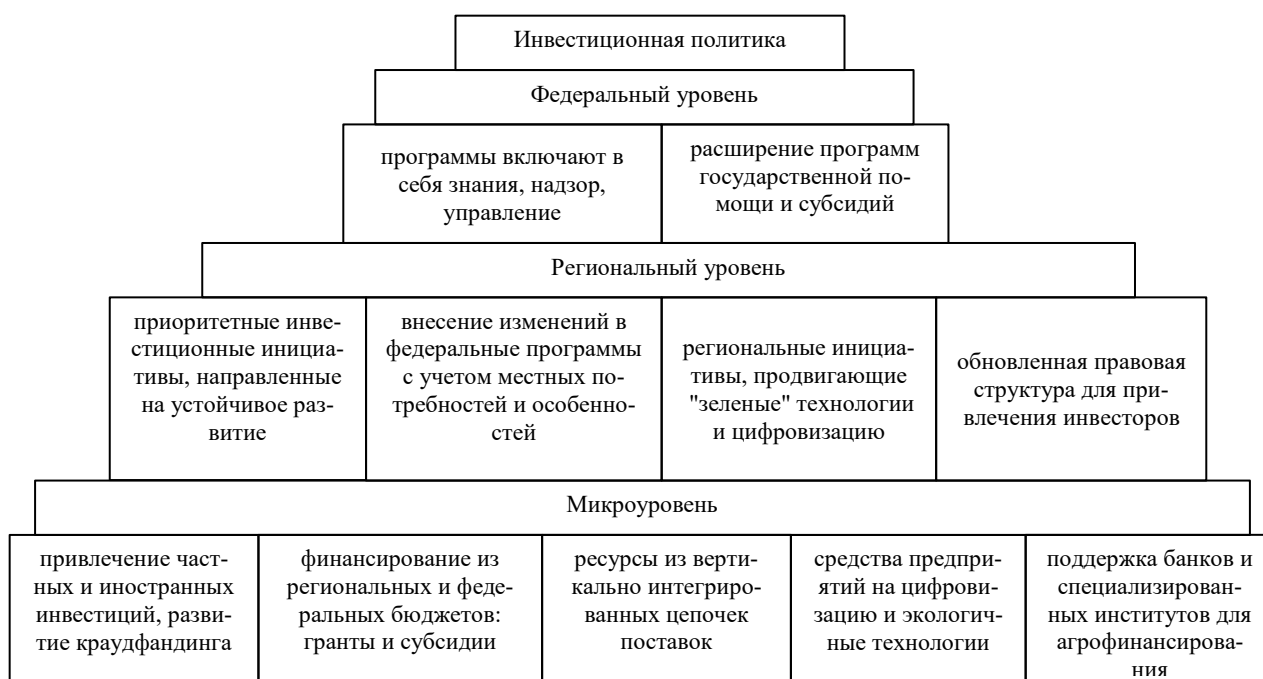 Инвестиционная политика
Федеральный уровень
программы включают в
себя знания, надзор,
управление
расширение программ
государственной по-
мощи и субсидий
Региональный уровень
приоритетные инве-
стиционные инициа-
тивы, направленные
на устойчивое раз-
витие
внесение изменений в
федеральные программы
с учетом местных по-
требностей и особенно-
стей
региональные инициа-
тивы, продвигающие
"зеленые" технологии
и цифровизацию
обновленная правовая
структура для при-
влечения инвесторов
Микроуровень
привлечение част-
ных и иностранных
инвестиций, разви-
тие краудфандинга
финансирование из
региональных и феде-
ральных бюджетов:
гранты и субсидии
ресурсы из верти-
кально интегриро-
ванных цепочек
поставок
средства предпри-
ятий на цифрови-
зацию и экологич-
ные технологии
поддержка банков и
специализирован-
ных институтов для
агрофинансирова-
ния